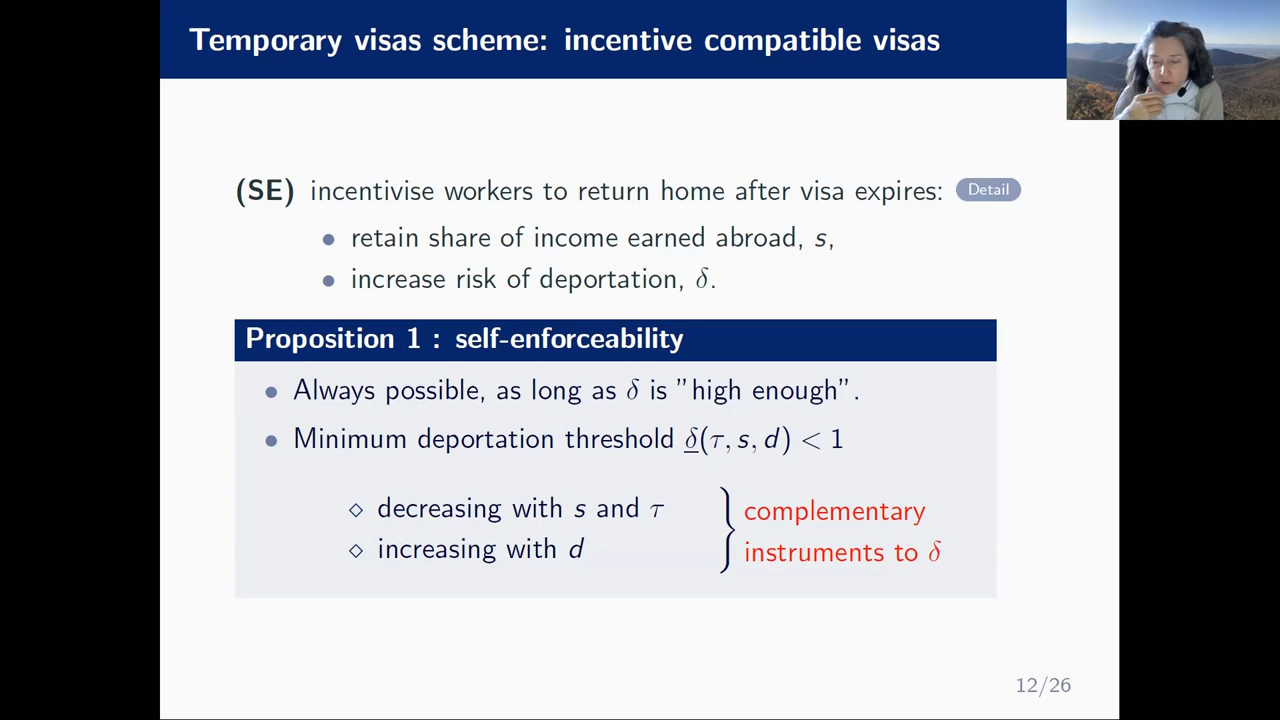 Temporary visas scheme: incentive compatible visas
(SE) incentivise workers to return home after visa expires: Detail
• retain share of income earned abroad, s,
• increase risk of deportation, δ.
Proposition 1 : self-enforceability
• Always possible, as long as δ is ”high enough”.
• Minimum deportation threshold δ̲(τ, s, d) < 1
⋄ decreasing with s and τ
⋄ increasing with d
} complementary
instruments to δ
12/26